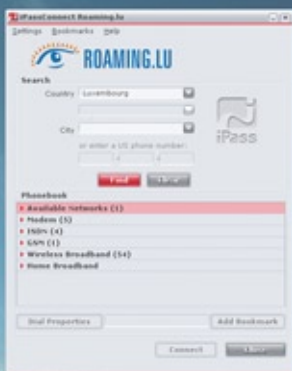 iPassConnect Roaming.lu
Settings Bookmarks Help
ROAMING.LU
Search
Country Luxembourg
iPass
City
or enter a US phone number:
Find Clear
Phonebook
Available Networks (1)
Modem (5)
ISDN (4)
GSM (1)
Wireless Broadband (54)
Home Broadband
Dial Properties Add Bookmark
Connect Close